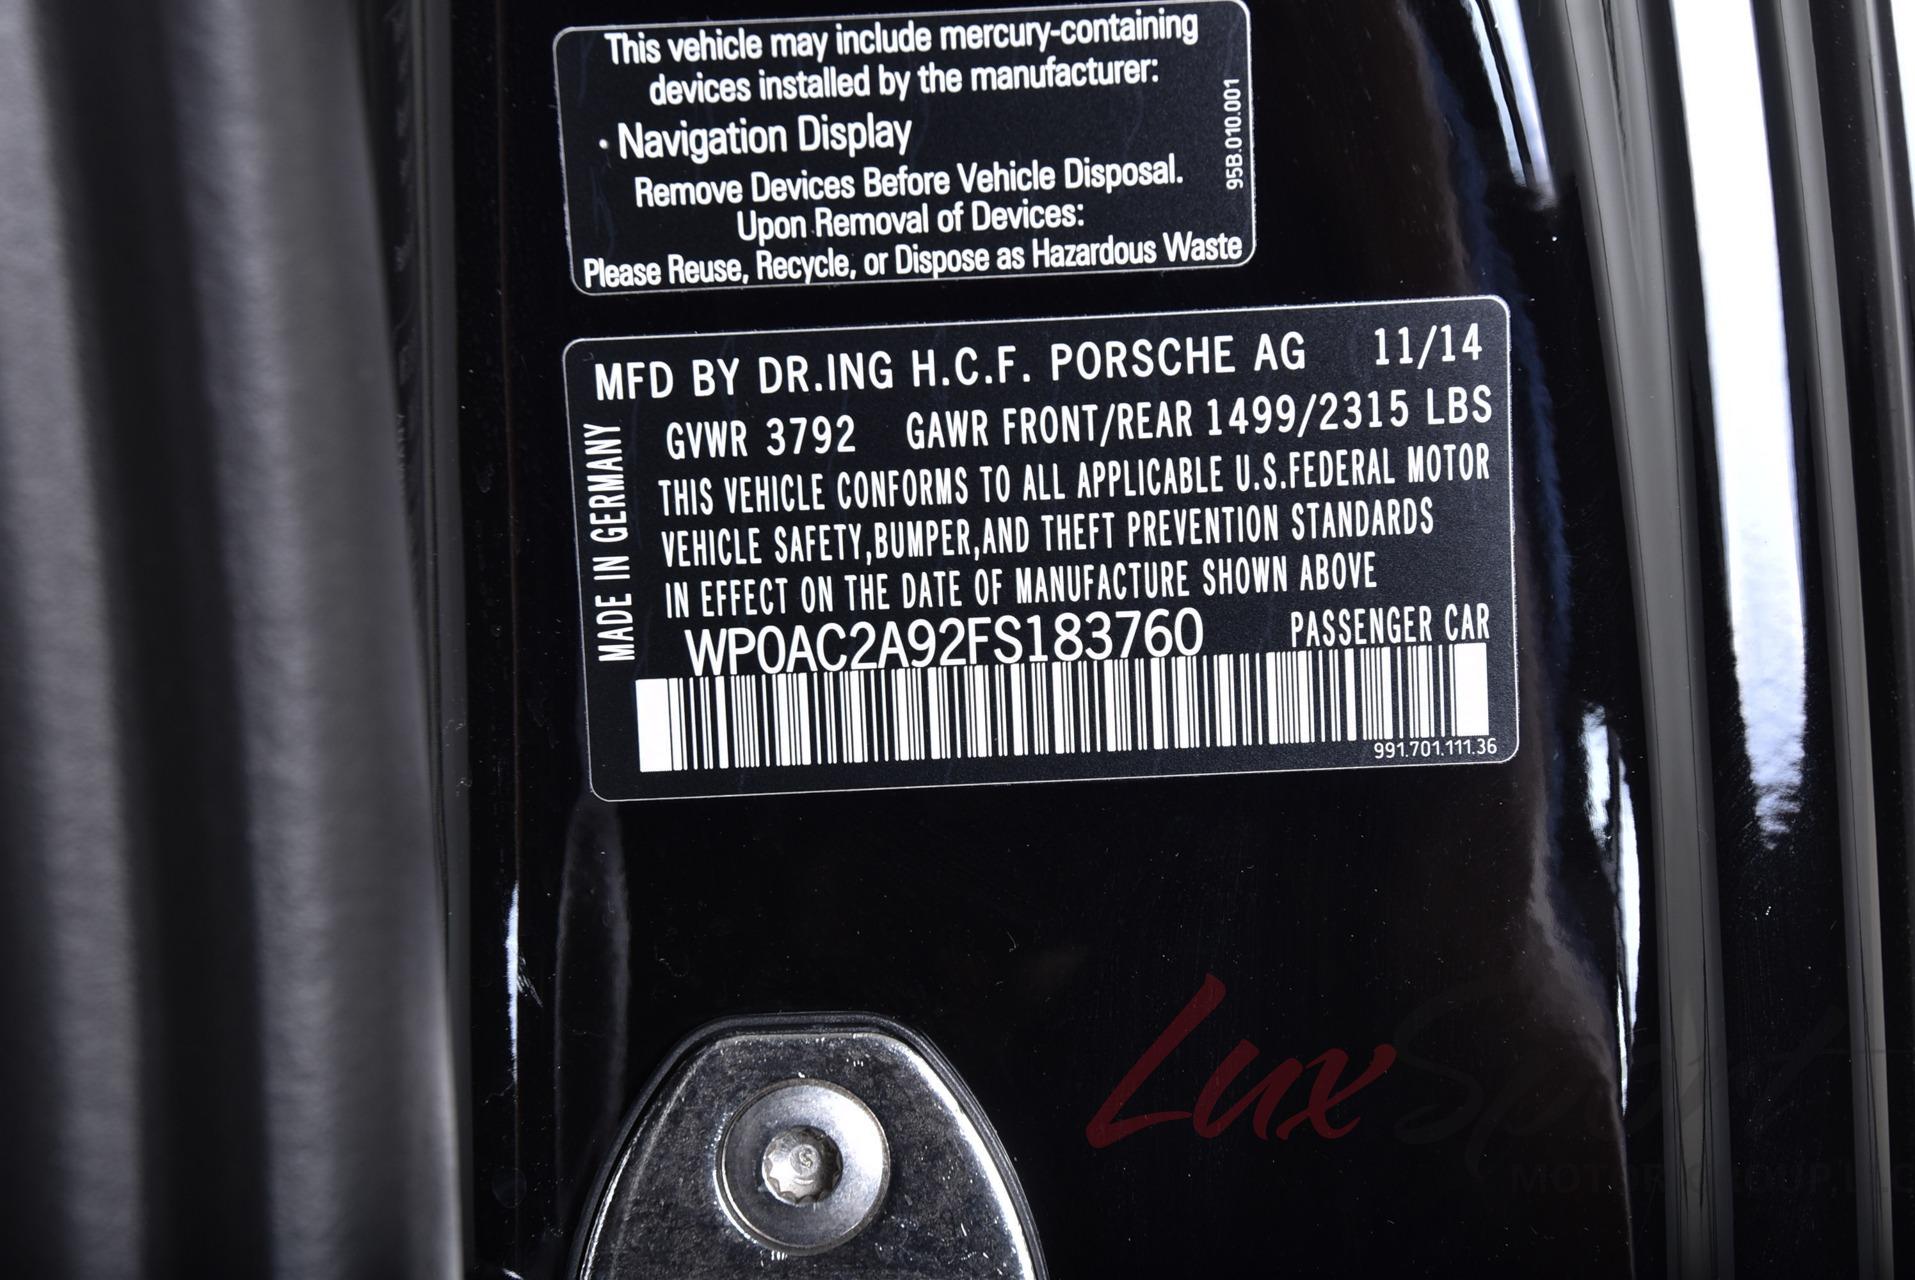 This vehicle may include mercury-containing
devices installed by the manufacturer:
· Navigation Display
Remove Devices Before Vehicle Disposal.
Upon Removal of Devices:
Please Reuse, Recycle, or Dispose as Hazardous Waste
95B.010.001
MFD BY DR.ING H.C.F. PORSCHE AG 11/14
GVWR 3792 GAWR FRONT/REAR 1499/2315 LBS
THIS VEHICLE CONFORMS TO ALL APPLICABLE U.S.FEDERAL MOTOR
VEHICLE SAFETY,BUMPER,AND THEFT PREVENTION STANDARDS
IN EFFECT ON THE DATE OF MANUFACTURE SHOWN ABOVE
WP0AC2A92FS183760 PASSENGER CAR
MADE IN GERMANY
991.701.111.36
Lux Sport
MOTOR GROUP, LLC